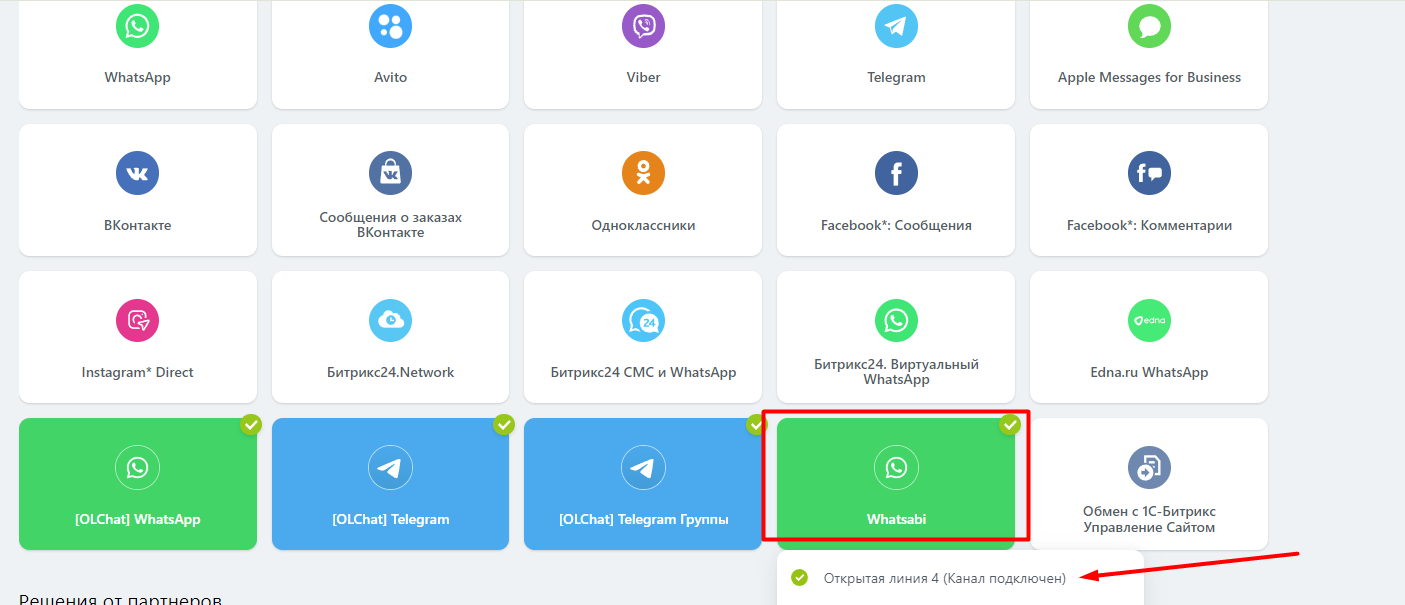 WhatsApp
Avito
Viber
Telegram
Apple Messages for Business
ВКонтакте
Сообщения о заказах
ВКонтакте
Одноклассники
Facebook*: Сообщения
Facebook*: Комментарии
Instagram* Direct
Битрикс24.Network
24
Битрикс24 СМС и WhatsApp
Битрикс24. Виртуальный
WhatsApp
edna
Edna.ru WhatsApp
[OLChat] WhatsApp
[OLChat] Telegram
[OLChat] Telegram Группы
Whatsabi
Обмен с 1С-Битрикс
Управление Сайтом
Открытая линия 4 (Канал подключен)
Решения от партнеров